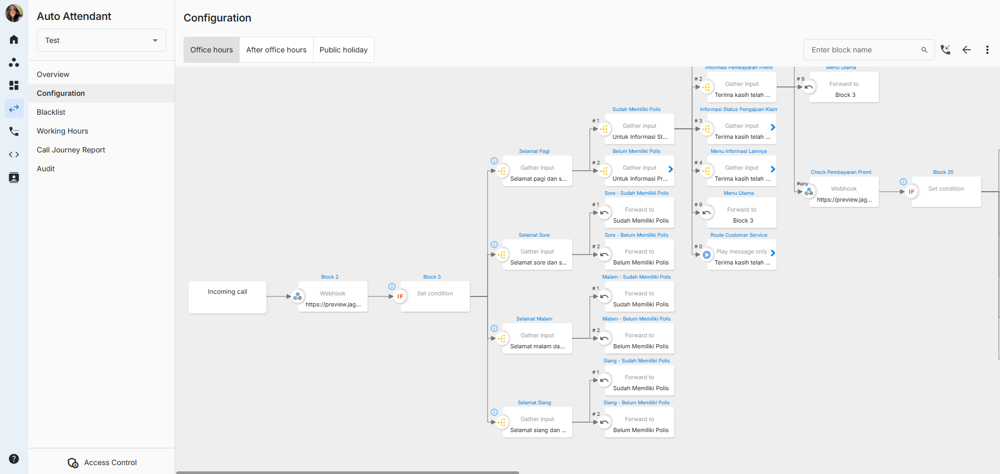 Auto Attendant
Test
Overview
Configuration
Blacklist
Working Hours
Call Journey Report
Audit
Access Control
Configuration
Office hours
After office hours
Public holiday
Enter block name
Incoming call
Block 2
Webhook
https://preview.jag...
Block 3
IF
Set condition
Selamat Pagi
Gather input
Selamat pagi dan s...
Selamat Sore
Gather input
Selamat sore dan s...
Selamat Malam
Gather input
Selamat malam da...
Selamat Siang
Gather input
Selamat siang dan ...
Sudah Memiliki Polis
# 1
Gather input
Untuk Informasi St...
Belum Memiliki Polis
# 2
Gather input
Untuk Informasi Pr...
Sore - Sudah Memiliki Polis
# 1
Forward to
Sudah Memiliki Polis
Sore - Belum Memiliki Polis
# 2
Forward to
Belum Memiliki Polis
Malam - Sudah Memiliki Polis
# 1
Forward to
Sudah Memiliki Polis
Malam - Belum Memiliki Polis
# 2
Forward to
Belum Memiliki Polis
Siang - Sudah Memiliki Polis
# 1
Forward to
Sudah Memiliki Polis
Siang - Belum Memiliki Polis
# 2
Forward to
Belum Memiliki Polis
Informasi Pembayaran Premi
# 2
Gather input
Terima kasih telah ...
Informasi Status Pengajuan Klaim
# 3
Gather input
Terima kasih telah ...
Menu Informasi Lainnya
# 4
Gather input
Terima kasih telah ...
Menu Utama
# 9
Forward to
Block 3
Route Customer Service
# 0
Play message only
Terima kasih telah ...
Menu Utama
# 9
Forward to
Block 3
Check Pembayaran Premi
#any
Webhook
https://preview.jag...
Block 35
IF
Set condition